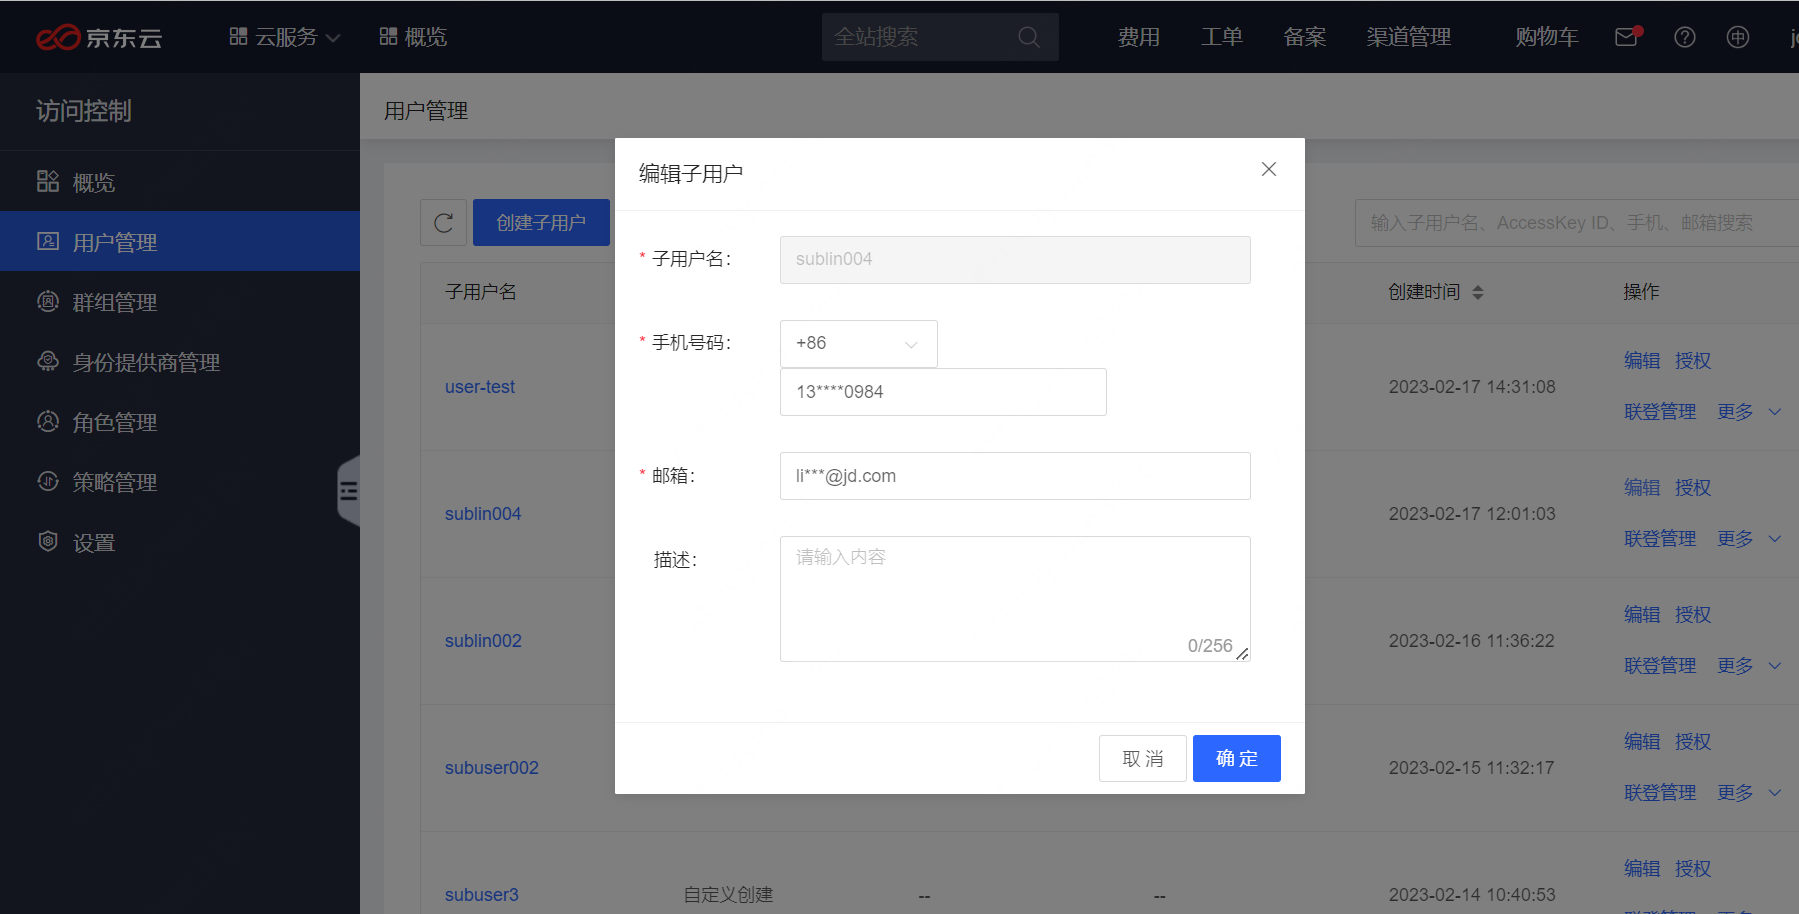 京东云 云服务 概览 全站搜索 费用 工单 备案 渠道管理 购物车
访问控制
概览
用户管理
群组管理
身份提供商管理
角色管理
策略管理
设置
用户管理
创建子用户 输入子用户名、AccessKey ID、手机、邮箱搜索
子用户名 创建时间 操作
user-test 2023-02-17 14:31:08 编辑 授权
联登管理 更多
sublin004 2023-02-17 12:01:03 编辑 授权
联登管理 更多
sublin002 2023-02-16 11:36:22 编辑 授权
联登管理 更多
subuser002 2023-02-15 11:32:17 编辑 授权
联登管理 更多
subuser3 自定义创建 -- -- 2023-02-14 10:40:53 编辑 授权
编辑子用户
* 子用户名: sublin004
* 手机号码: +86
13****0984
* 邮箱: li***@jd.com
描述: 请输入内容
0/256
取消 确定